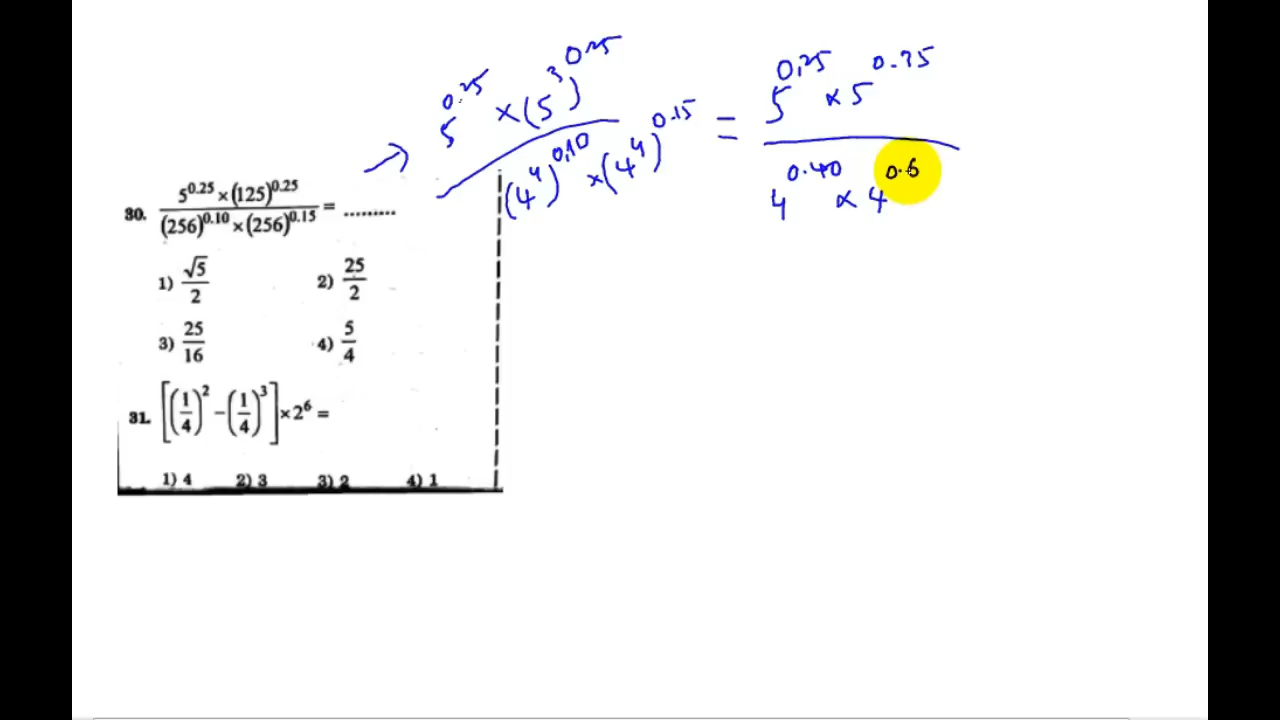 → 5^0.25 × (5^3)^0.25 / (4^4)^0.10 × (4^4)^0.15 = 5^0.25 × 5^0.75 / 4^0.40 × 4^0.6
30. 5^0.25 × (125)^0.25 / (256)^0.10 × (256)^0.15 = .........
1) √5/2 2) 25/2
3) 25/16 4) 5/4
31. [(1/4)^2 − (1/4)^3] × 2^6 =
1) 4 2) 3 3) 2 4) 1